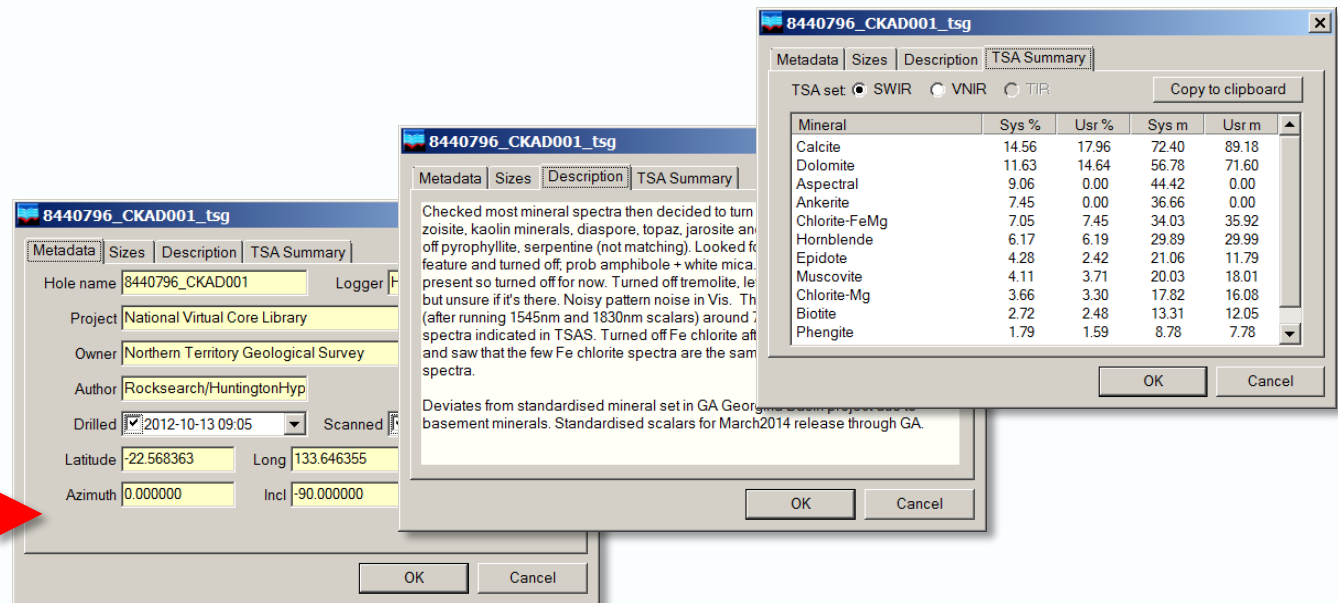 8440796_CKAD001_tsg
Metadata Sizes Description TSA Summary
TSA set: SWIR VNIR TIR Copy to clipboard
Mineral Sys % Usr % Sys m Usr m
Calcite 14.56 17.96 72.40 89.18
Dolomite 11.63 14.64 56.78 71.60
Aspectral 9.06 0.00 44.42 0.00
Ankerite 7.45 0.00 36.66 0.00
Chlorite-FeMg 7.05 7.45 34.03 35.92
Hornblende 6.17 6.19 29.89 29.99
Epidote 4.28 2.42 21.06 11.79
Muscovite 4.11 3.71 20.03 18.01
Chlorite-Mg 3.66 3.30 17.82 16.08
Biotite 2.72 2.48 13.31 12.05
Phengite 1.79 1.59 8.78 7.78
OK Cancel
8440796_CKAD001_tsg
Metadata Sizes Description TSA Summary
Checked most mineral spectra then decided to turn
zoisite, kaolin minerals, diaspore, topaz, jarosite and
off pyrophyllite, serpentine (not matching). Looked fo
feature and turned off, prob amphibole + white mica.
present so turned off for now. Turned off tremolite, le
but unsure if it's there. Noisy pattern noise in Vis. Th
(after running 1545nm and 1830nm scalars) around 7
spectra indicated in TSAS. Turned off Fe chlorite aft
and saw that the few Fe chlorite spectra are the sam
spectra.
Deviates from standardised mineral set in GA Georgina Basin project due to
basement minerals. Standardised scalars for March2014 release through GA.
OK Cancel
8440796_CKAD001_tsg
Metadata Sizes Description TSA Summary
Hole name 8440796_CKAD001 Logger H
Project National Virtual Core Library
Owner Northern Territory Geological Survey
Author Rocksearch/HuntingtonHyp
Drilled 2012-10-13 09:05 Scanned
Latitude -22.568363 Long 133.646355
Azimuth 0.000000 Incl -90.000000
OK Cancel